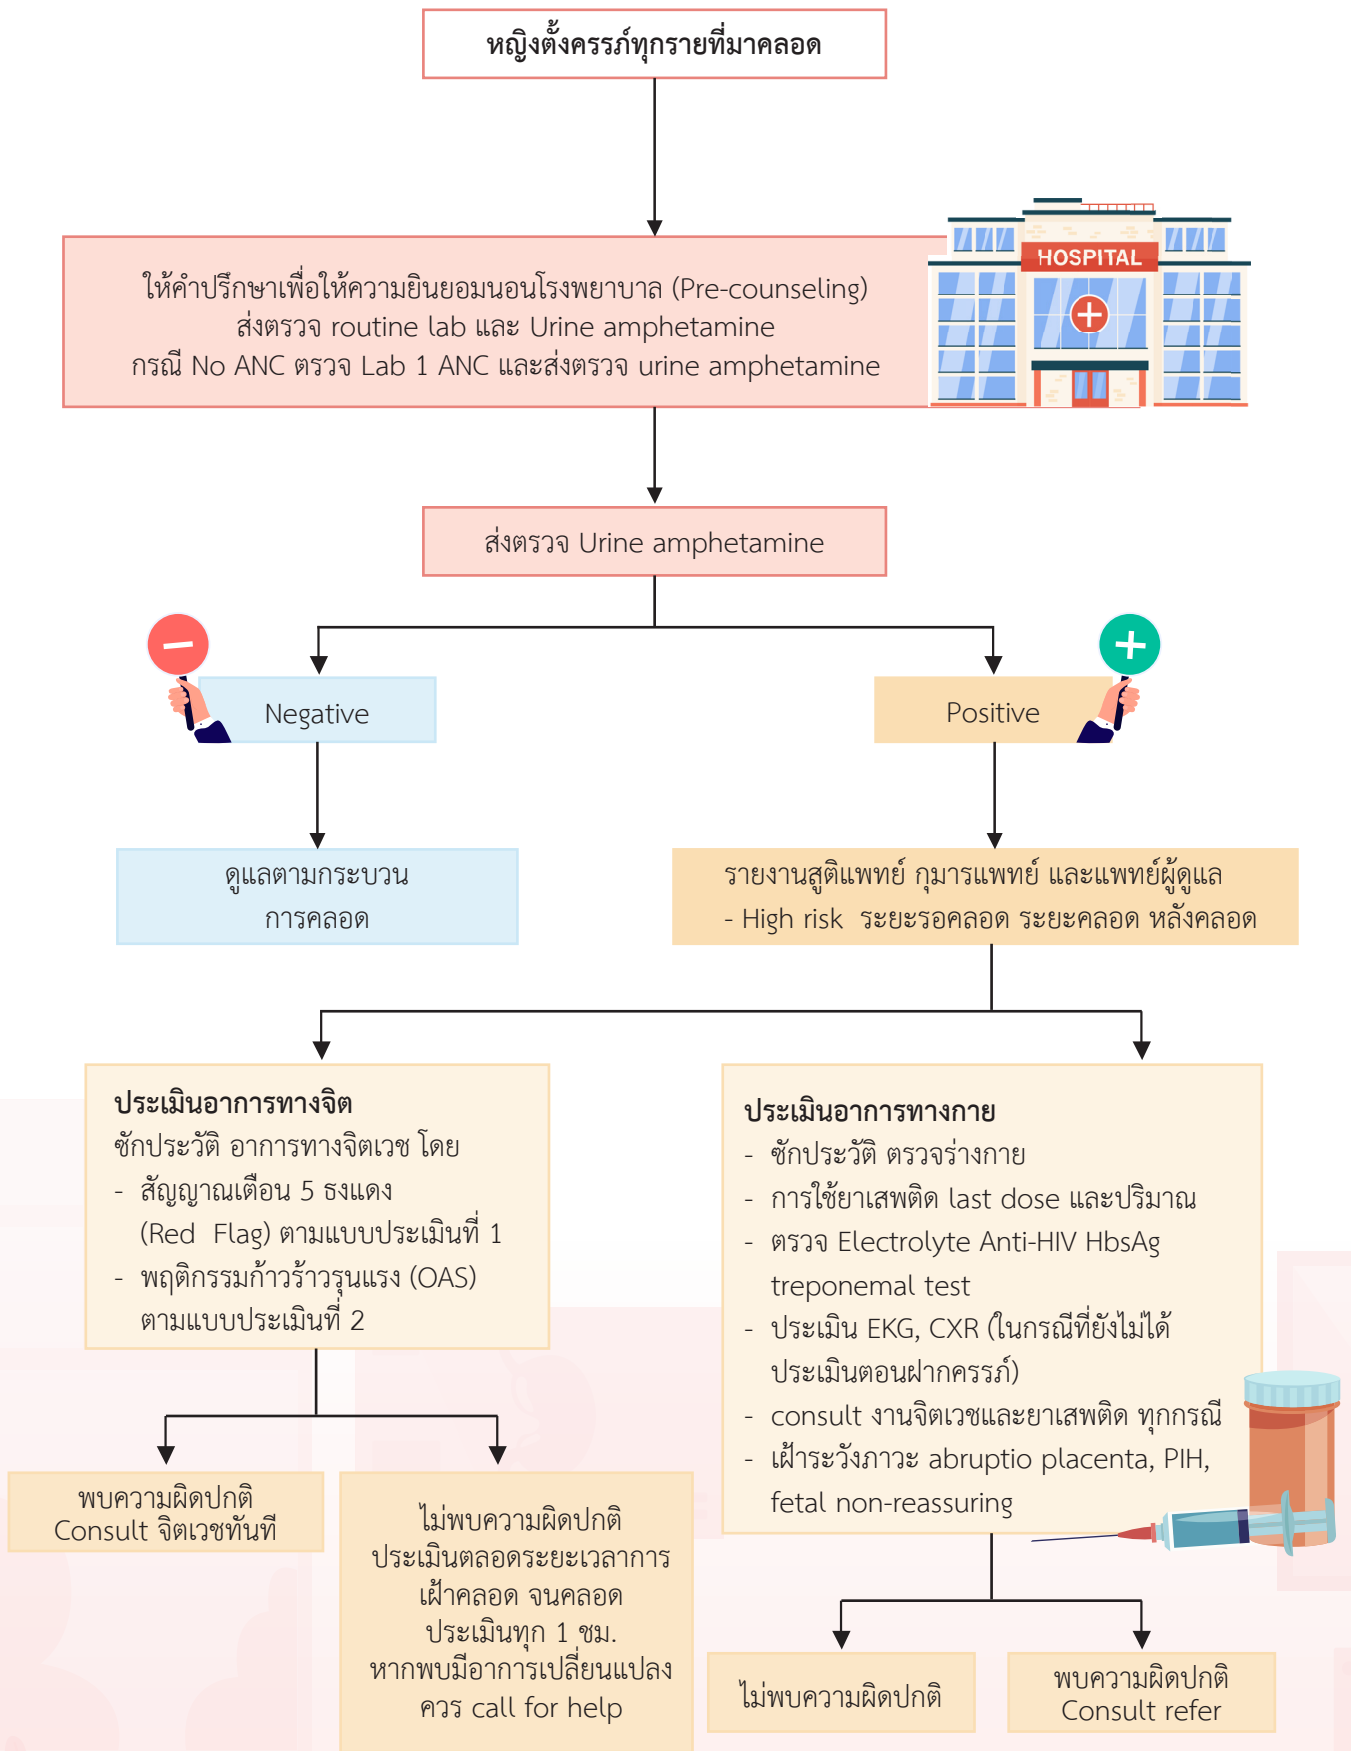 หญิงตั้งครรภ์ทุกรายที่มาคลอด
ให้คำปรึกษาเพื่อให้ความยินยอมนอนโรงพยาบาล (Pre-counseling)
ส่งตรวจ routine lab และ Urine amphetamine
กรณี No ANC ตรวจ Lab 1 ANC และส่งตรวจ urine amphetamine
HOSPITAL
ส่งตรวจ Urine amphetamine
Negative
Positive
ดูแลตามกระบวน
การคลอด
รายงานสูติแพทย์ กุมารแพทย์ และแพทย์ผู้ดูแล
- High risk ระยะรอคลอด ระยะคลอด หลังคลอด
ประเมินอาการทางจิต
ซักประวัติ อาการทางจิตเวช โดย
- สัญญาณเตือน 5 ธงแดง
(Red Flag) ตามแบบประเมินที่ 1
- พฤติกรรมก้าวร้าวรุนแรง (OAS)
ตามแบบประเมินที่ 2
ประเมินอาการทางกาย
- ซักประวัติ ตรวจร่างกาย
- การใช้ยาเสพติด last dose และปริมาณ
- ตรวจ Electrolyte Anti-HIV HbsAg
treponemal test
- ประเมิน EKG, CXR (ในกรณีที่ยังไม่ได้
ประเมินตอนฝากครรภ์)
- consult งานจิตเวชและยาเสพติด ทุกกรณี
- เฝ้าระวังภาวะ abruptio placenta, PIH,
fetal non-reassuring
พบความผิดปกติ
Consult จิตเวชทันที
ไม่พบความผิดปกติ
ประเมินตลอดระยะเวลาการ
เฝ้าคลอด จนคลอด
ประเมินทุก 1 ชม.
หากพบมีอาการเปลี่ยนแปลง
ควร call for help
ไม่พบความผิดปกติ
พบความผิดปกติ
Consult refer